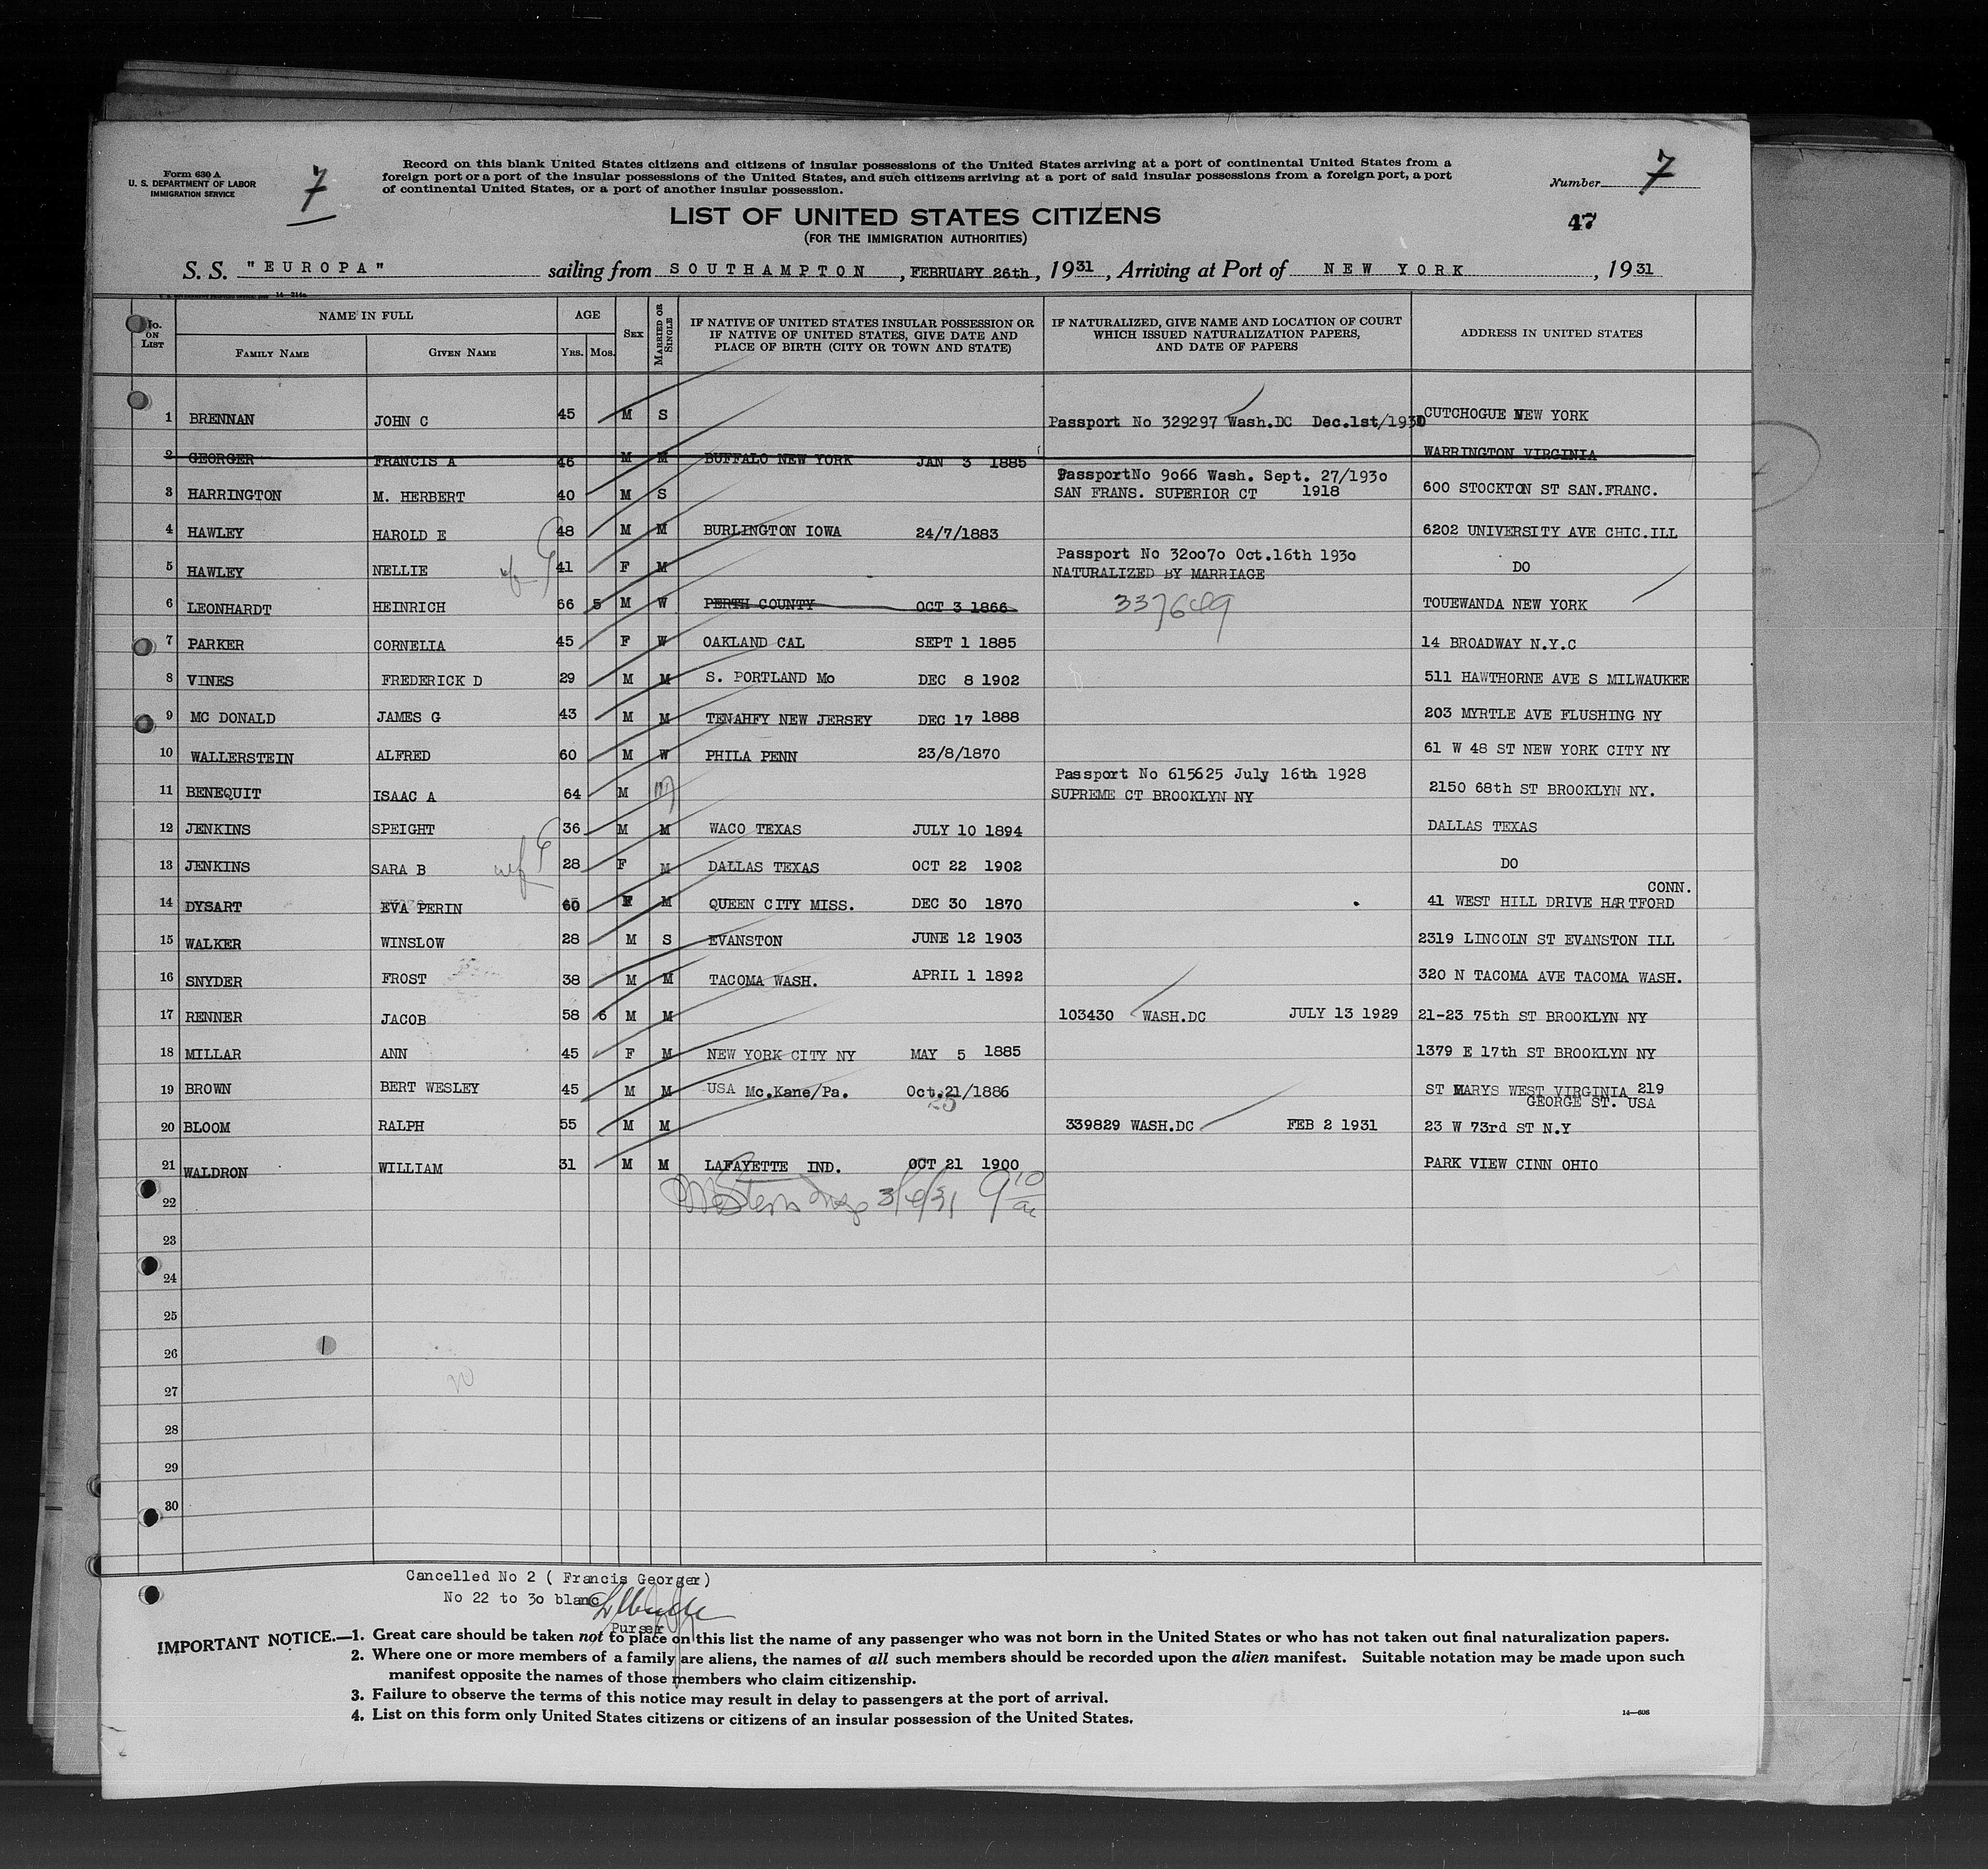 Form 630 A
U. S. DEPARTMENT OF LABOR
IMMIGRATION SERVICE
7
Record on this blank United States citizens and citizens of insular possessions of the United States arriving at a port of continental United States from a
foreign port or a port of the insular possessions of the United States, and such citizens arriving at a port of said insular possessions from a foreign port, a port
of continental United States, or a port of another insular possession.
Number 7
LIST OF UNITED STATES CITIZENS
(FOR THE IMMIGRATION AUTHORITIES)
47
S. S. "EUROPA" sailing from SOUTHAMPTON, FEBRUARY 26th, 1931, Arriving at Port of NEW YORK, 1931
No. ON LIST
NAME IN FULL
FAMILY NAME
GIVEN NAME
AGE
Yrs. Mos.
SEX
MARRIED OR SINGLE
IF NATIVE OF UNITED STATES INSULAR POSSESSION OR
IF NATIVE OF UNITED STATES, GIVE DATE AND
PLACE OF BIRTH (CITY OR TOWN AND STATE)
IF NATURALIZED, GIVE NAME AND LOCATION OF COURT
WHICH ISSUED NATURALIZATION PAPERS,
AND DATE OF PAPERS
ADDRESS IN UNITED STATES
1 BRENNAN JOHN C 45 M S Passport No 329297 Wash.DC Dec.1st/1930 CUTCHOGUE NEW YORK
2 GEORGER FRANCIS A 46 M M BUFFALO NEW YORK JAN 3 1885 WARRINGTON VIRGINIA
PassportNo 9066 Wash. Sept. 27/1930
3 HARRINGTON M. HERBERT 40 M S SAN FRANS. SUPERIOR CT 1918 600 STOCKTON ST SAN.FRANC.
4 HAWLEY HAROLD E 48 M M BURLINGTON IOWA 24/7/1883 6202 UNIVERSITY AVE CHIC.ILL
Passport No 320070 Oct.16th 1930
5 HAWLEY NELLIE wf 41 F M NATURALIZED BY MARRIAGE DO
6 LEONHARDT HEINRICH 66 5 M W PERTH COUNTY OCT 3 1866 337649 TOUEWANDA NEW YORK
7 PARKER CORNELIA 45 F W OAKLAND CAL SEPT 1 1885 14 BROADWAY N.Y.C
8 VINES FREDERICK D 29 M M S. PORTLAND Mo DEC 8 1902 511 HAWTHORNE AVE S MILWAUKEE
9 MC DONALD JAMES G 43 M M TENAHFY NEW JERSEY DEC 17 1888 203 MYRTLE AVE FLUSHING NY
10 WALLERSTEIN ALFRED 60 M W PHILA PENN 23/8/1870 61 W 48 ST NEW YORK CITY NY
Passport No 615625 July 16th 1928
11 BENEQUIT ISAAC A 64 M M SUPREME CT BROOKLYN NY 2150 68th ST BROOKLYN NY.
12 JENKINS SPEIGHT 36 M M WACO TEXAS JULY 10 1894 DALLAS TEXAS
13 JENKINS SARA B wf 28 F M DALLAS TEXAS OCT 22 1902 DO
CONN.
14 DYSART EVA PERIN 60 F M QUEEN CITY MISS. DEC 30 1870 41 WEST HILL DRIVE HARTFORD
15 WALKER WINSLOW 28 M S EVANSTON JUNE 12 1903 2319 LINCOLN ST EVANSTON ILL
16 SNYDER FROST 38 M M TACOMA WASH. APRIL 1 1892 320 N TACOMA AVE TACOMA WASH.
17 RENNER JACOB 58 6 M M 103430 WASH.DC JULY 13 1929 21-23 75th ST BROOKLYN NY
18 MILLAR ANN 45 F M NEW YORK CITY NY MAY 5 1885 1379 E 17th ST BROOKLYN NY
19 BROWN BERT WESLEY 45 M M USA Mc.Kane/Pa. Oct.21/1886 ST MARYS WEST VIRGINIA 219
25 GEORGE ST. USA
20 BLOOM RALPH 55 M M 339829 WASH.DC FEB 2 1931 23 W 73rd ST N.Y
21 WALDRON WILLIAM 31 M M LAFAYETTE IND. OCT 21 1900 PARK VIEW CINN OHIO
22 Insp 3/4/31 9 10
23
24
25
26
27
28
29
30
Cancelled No 2 ( Francis Georger)
No 22 to 30 blanc
Purser
IMPORTANT NOTICE.—1. Great care should be taken not to place on this list the name of any passenger who was not born in the United States or who has not taken out final naturalization papers.
2. Where one or more members of a family are aliens, the names of all such members should be recorded upon the alien manifest. Suitable notation may be made upon such
manifest opposite the names of those members who claim citizenship.
3. Failure to observe the terms of this notice may result in delay to passengers at the port of arrival.
4. List on this form only United States citizens or citizens of an insular possession of the United States.
14—606